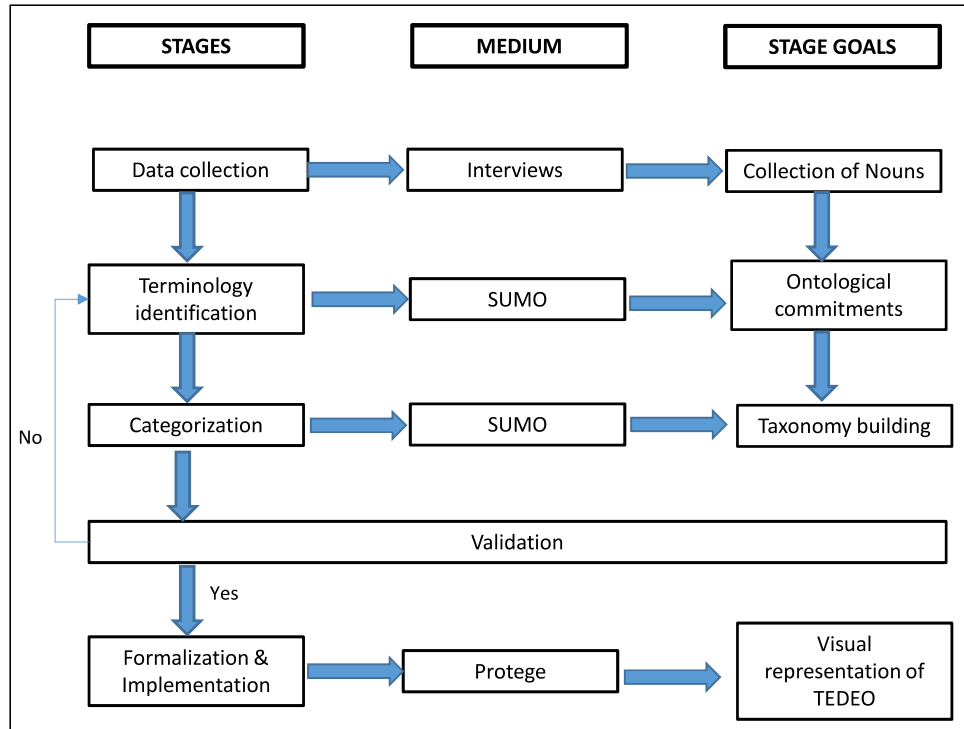 STAGES
MEDIUM
STAGE GOALS
Data collection
Interviews
Collection of Nouns
Terminology
identification
SUMO
Ontological
commitments
Categorization
SUMO
Taxonomy building
No
Validation
Yes
Formalization &
Implementation
Protege
Visual
representation of
TEDEO